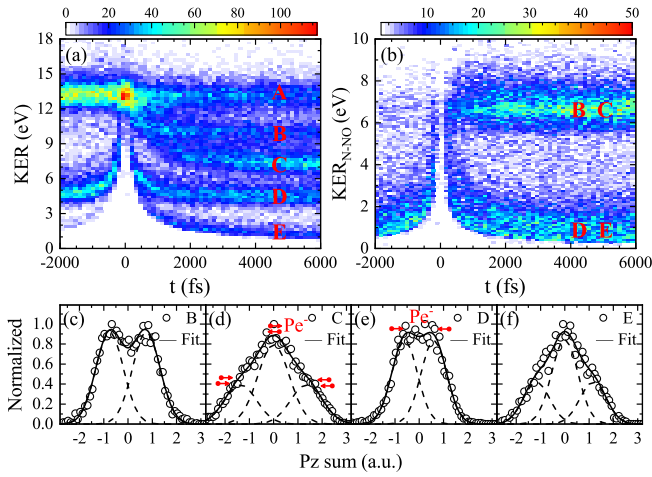 0 20 40 60 80 100
0 10 20 30 40 50
18
15
12
9
6
3
0
KER (eV)
(a)
A
B
C
D
E
-2000 0 2000 4000 6000
t (fs)
10
8
6
4
2
0
KER_N-NO (eV)
(b)
B C
D E
-2000 0 2000 4000 6000
t (fs)
Normalized
1.0
0.8
0.6
0.4
0.2
0.0
(c) B
Fit
(d) C
Pe-
Fit
(e) D
Pe-
Fit
(f) E
Fit
-2 -1 0 1 2
-2 -1 0 1 2
-2 -1 0 1 2
-2 -1 0 1 2 3
Pz sum (a.u.)